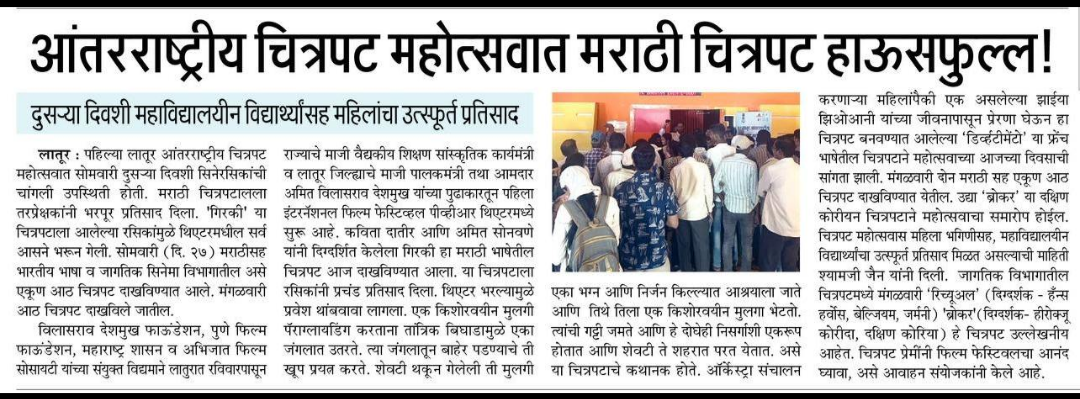 आंतरराष्ट्रीय चित्रपट महोत्सवात मराठी चित्रपट हाऊसफुल्ल!
दुसऱ्या दिवशी महाविद्यालयीन विद्यार्थ्यांसह महिलांचा उत्स्फूर्त प्रतिसाद
लातूर : पहिल्या लातूर आंतरराष्ट्रीय चित्रपट
महोत्सवात सोमवारी दुसऱ्या दिवशी सिनेरसिकांची
चांगली उपस्थिती होती. मराठी चित्रपटालला
तरप्रेक्षकांनी भरपूर प्रतिसाद दिला. 'गिरकी' या
चित्रपटाला आलेल्या रसिकांमुळे थिएटरमधील सर्व
आसने भरून गेली. सोमवारी (दि. २७) मराठीसह
भारतीय भाषा व जागतिक सिनेमा विभागातील असे
एकूण आठ चित्रपट दाखविण्यात आले. मंगळवारी
आठ चित्रपट दाखविले जातील.
विलासराव देशमुख फाऊंडेशन, पुणे फिल्म
फाऊंडेशन, महाराष्ट्र शासन व अभिजात फिल्म
सोसायटी यांच्या संयुक्त विद्यमाने लातुरात रविवारपासून
राज्याचे माजी वैद्यकीय शिक्षण सांस्कृतिक कार्यमंत्री
व लातूर जिल्ह्याचे माजी पालकमंत्री तथा आमदार
अमित विलासराव देशमुख यांच्या पुढाकारतून पहिला
इंटरनॅशनल फिल्म फेस्टिव्हल पीव्हीआर थिएटरमध्ये
सुरू आहे. कविता दातीर आणि अमित सोनवणे
यांनी दिग्दर्शित केलेला गिरकी हा मराठी भाषेतील
चित्रपट आज दाखविण्यात आला. या चित्रपटाला
रसिकांनी प्रचंड प्रतिसाद दिला. थिएटर भरल्यामुळे
प्रवेश थांबवावा लागला. एक किशोरवयीन मुलगी
पॅराग्लायडिंग करताना तांत्रिक बिघाडामुळे एका
जंगलात उतरते. त्या जंगलातून बाहेर पडण्याचे ती
खूप प्रयत्न करते. शेवटी थकून गेलेली ती मुलगी
एका भग्न आणि निर्जन किल्ल्यात आश्रयाला जाते
आणि तिथे तिला एक किशोरवयीन मुलगा भेटतो.
त्यांची गट्टी जमते आणि हे दोघेही निसर्गाशी एकरूप
होतात आणि शेवटी ते शहरात परत येतात. असे
या चित्रपटाचे कथानक होते. ऑर्केस्ट्रा संचालन
करणाऱ्या महिलांपैकी एक असलेल्या झाईया
झिओआनी यांच्या जीवनापासून प्रेरणा घेऊन हा
चित्रपट बनवण्यात आलेल्या 'डिर्व्हटीमेंटो' या फ्रेंच
भाषेतील चित्रपटाने महोत्सवाच्या आजच्या दिवसाची
सांगता झाली. मंगळवारी दोन मराठी सह एकूण आठ
चित्रपट दाखविण्यात येतील. उद्या 'ब्रोकर' या दक्षिण
कोरीयन चित्रपटाने महोत्सवाचा समारोप होईल.
चित्रपट महोत्सवास महिला भगिनीसह, महाविद्यालयीन
विद्यार्थ्यांचा उत्स्फूर्त प्रतिसाद मिळत असल्याची माहिती
श्यामजी जैन यांनी दिली. जागतिक विभागातील
चित्रपटमध्ये मंगळवारी 'रिच्युअल' (दिग्दर्शक - हॅन्स
हर्वोस, बेल्जियम, जर्मनी) 'ब्रोकर'(दिग्दर्शक- हीरोक्जू
कोरीदा, दक्षिण कोरिया) हे चित्रपट उल्लेखनीय
आहेत. चित्रपट प्रेमींनी फिल्म फेस्टिवलचा आनंद
घ्यावा, असे आवाहन संयोजकांनी केले आहे.